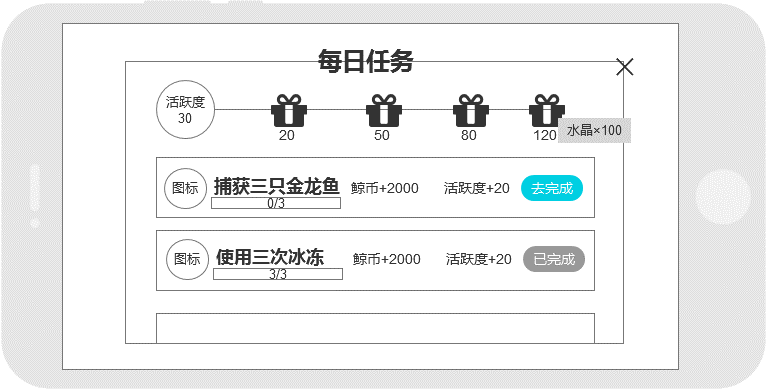 每日任务
活跃度
30
20
50
80
120
水晶×100
图标
捕获三只金龙鱼
0/3
鲸币+2000
活跃度+20
去完成
图标
使用三次冰冻
3/3
鲸币+2000
活跃度+20
已完成